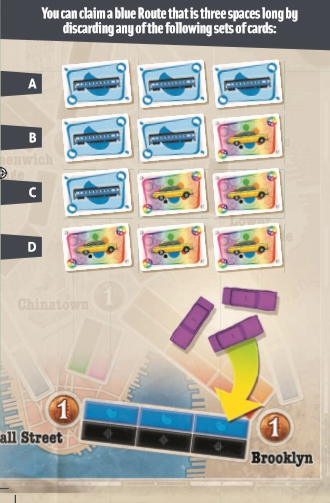 You can claim a blue Route that is three spaces long by
discarding any of the following sets of cards:
A
B
C
D
Chinatown
1
1
all Street
1
Brooklyn